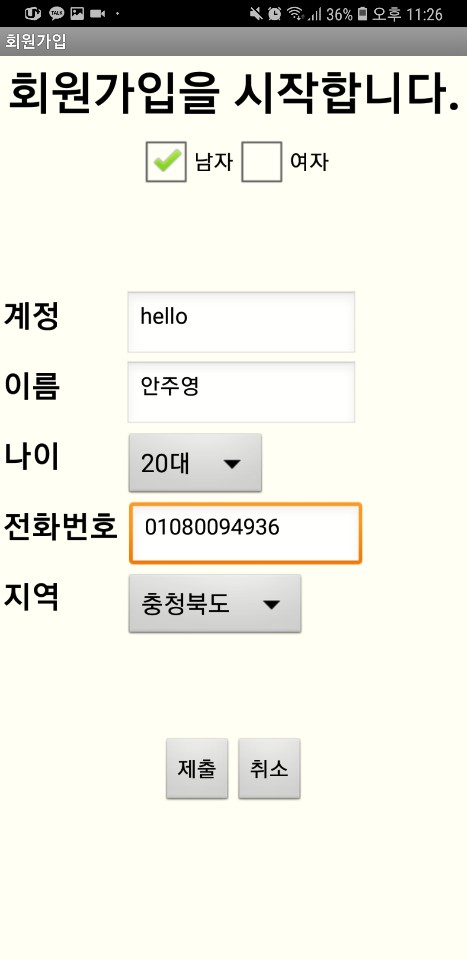 36% 오후 11:26
회원가입
회원가입을 시작합니다.
남자 여자
계정 hello
이름 안주영
나이 20대
전화번호 01080094936
지역 충청북도
제출 취소